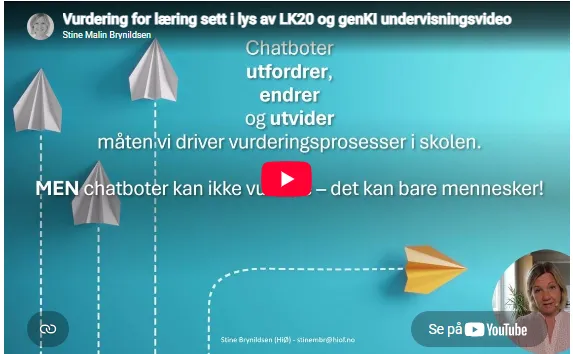 Vurdering for læring sett i lys av LK20 og genKI undervisningsvideo
Stine Malin Brynildsen
Chatboter
utfordrer,
endrer
og utvider
måten vi driver vurderingsprosesser i skolen.
MEN chatboter kan ikke – det kan bare mennesker!
Stine Brynildsen (HiØ) - stinembr@hiof.no
Se på YouTube